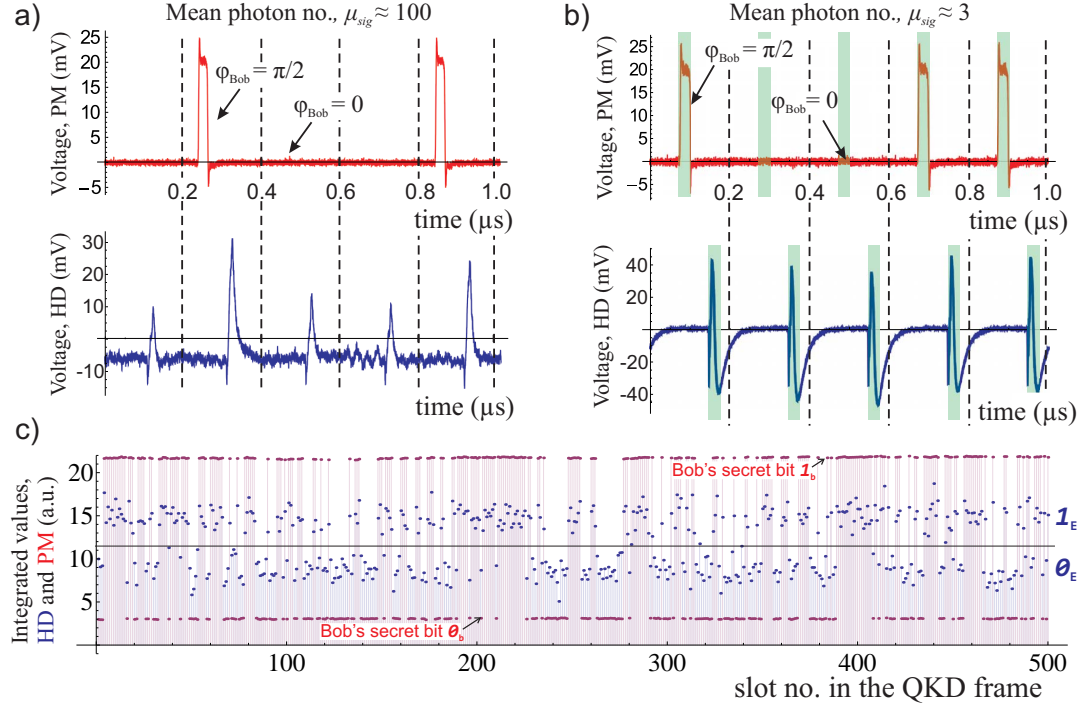 a)
Mean photon no., μsig ≈ 100
Voltage, PM (mV)
25
20
15
10
5
0
−5
φBob = π/2
φBob = 0
0.2
0.4
0.6
0.8
1.0
time (µs)
Voltage, HD (mV)
30
20
10
0
-10
time (µs)
b)
Mean photon no., μsig ≈ 3
Voltage, PM (mV)
25
20
15
10
5
0
−5
φBob = π/2
φBob = 0
0.2
0.4
0.6
0.8
1.0
time (µs)
Voltage, HD (mV)
40
20
0
-20
-40
time (µs)
c)
Integrated values,
HD and PM (a.u.)
20
15
10
5
Bob's secret bit 1b
1E
0E
Bob's secret bit 0b
100
200
300
400
500
slot no. in the QKD frame